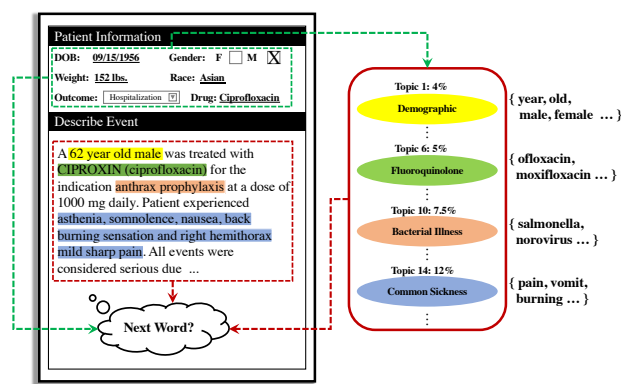 Patient Information
DOB: 09/15/1956 Gender: F M X
Weight: 152 lbs. Race: Asian
Outcome: Hospitalization Drug: Ciprofloxacin
Describe Event
A 62 year old male was treated with
CIPROXIN (ciprofloxacin) for the
indication anthrax prophylaxis at a dose of
1000 mg daily. Patient experienced
asthenia, somnolence, nausea, back
burning sensation and right hemithorax
mild sharp pain. All events were
considered serious due ...
Next Word?
Topic 1: 4%
Demographic
{ year, old,
male, female ... }
⋮
Topic 6: 5%
Fluoroquinolone
{ ofloxacin,
moxifloxacin ... }
⋮
Topic 10: 7.5%
Bacterial Illness
{ salmonella,
norovirus ... }
⋮
Topic 14: 12%
Common Sickness
{ pain, vomit,
burning ... }
⋮